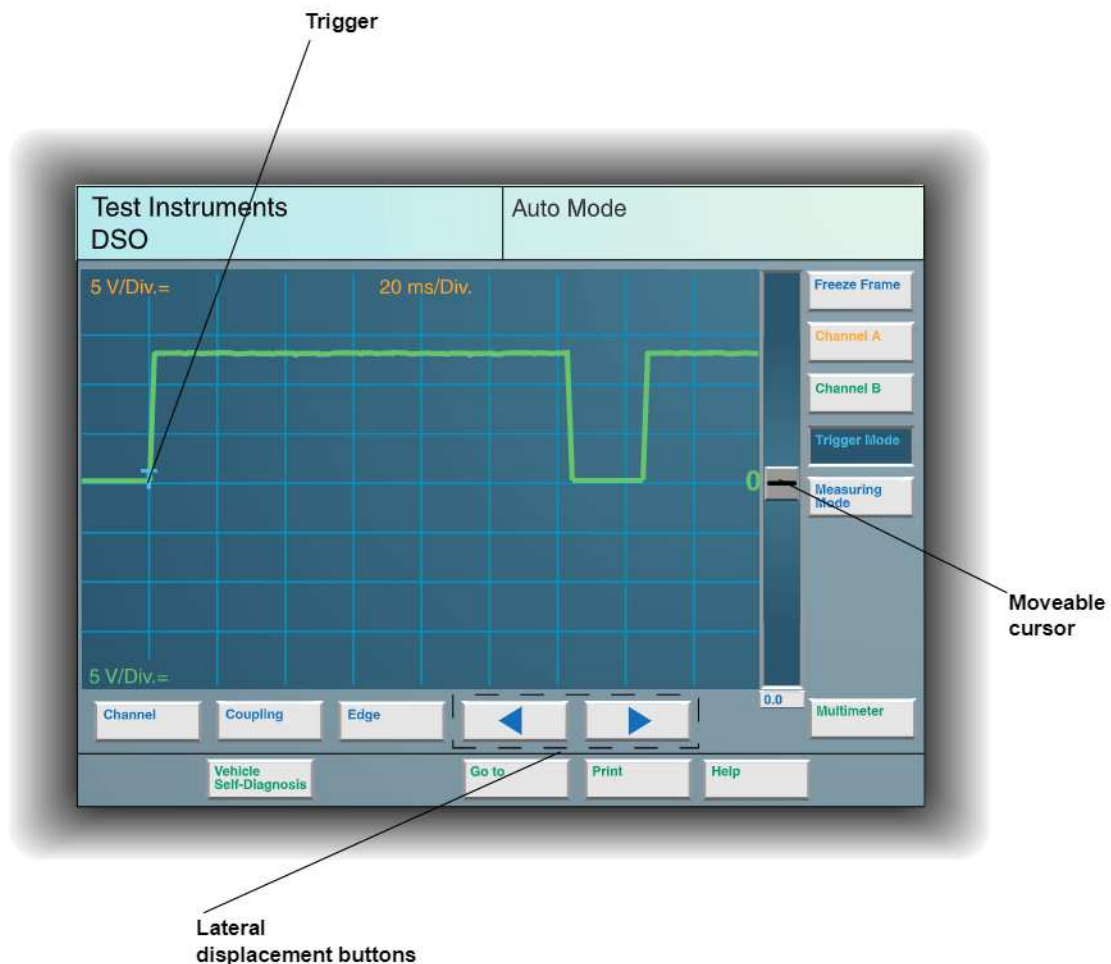 Trigger
Test Instruments
DSO
Auto Mode
5 V/Div.=
20 ms/Div.
Freeze Frame
Channel A
Channel B
Trigger Mode
0
Measuring
Mode
Moveable
cursor
5 V/Div.=
0.0
Channel
Coupling
Edge
Multimeter
Vehicle
Self-Diagnosis
Go to
Print
Help
Lateral
displacement buttons